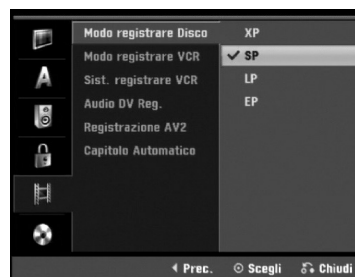 Modo registrare Disco XP
Modo registrare VCR SP
Sist. registrare VCR LP
Audio DV Reg. EP
Registrazione AV2
Capitolo Automatico
A
Prec. Scegli Chiudi